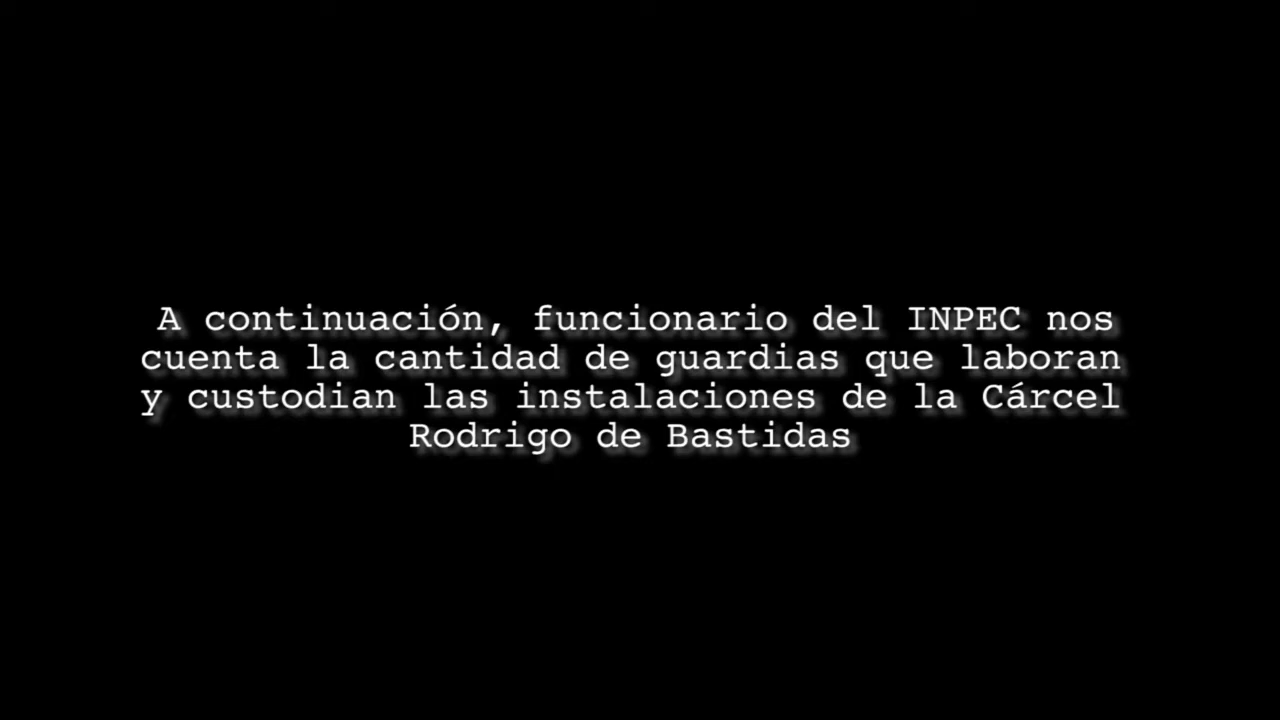 A continuación, funcionario del INPEC nos
cuenta la cantidad de guardias que laboran
y custodian las instalaciones de la Cárcel
Rodrigo de Bastidas